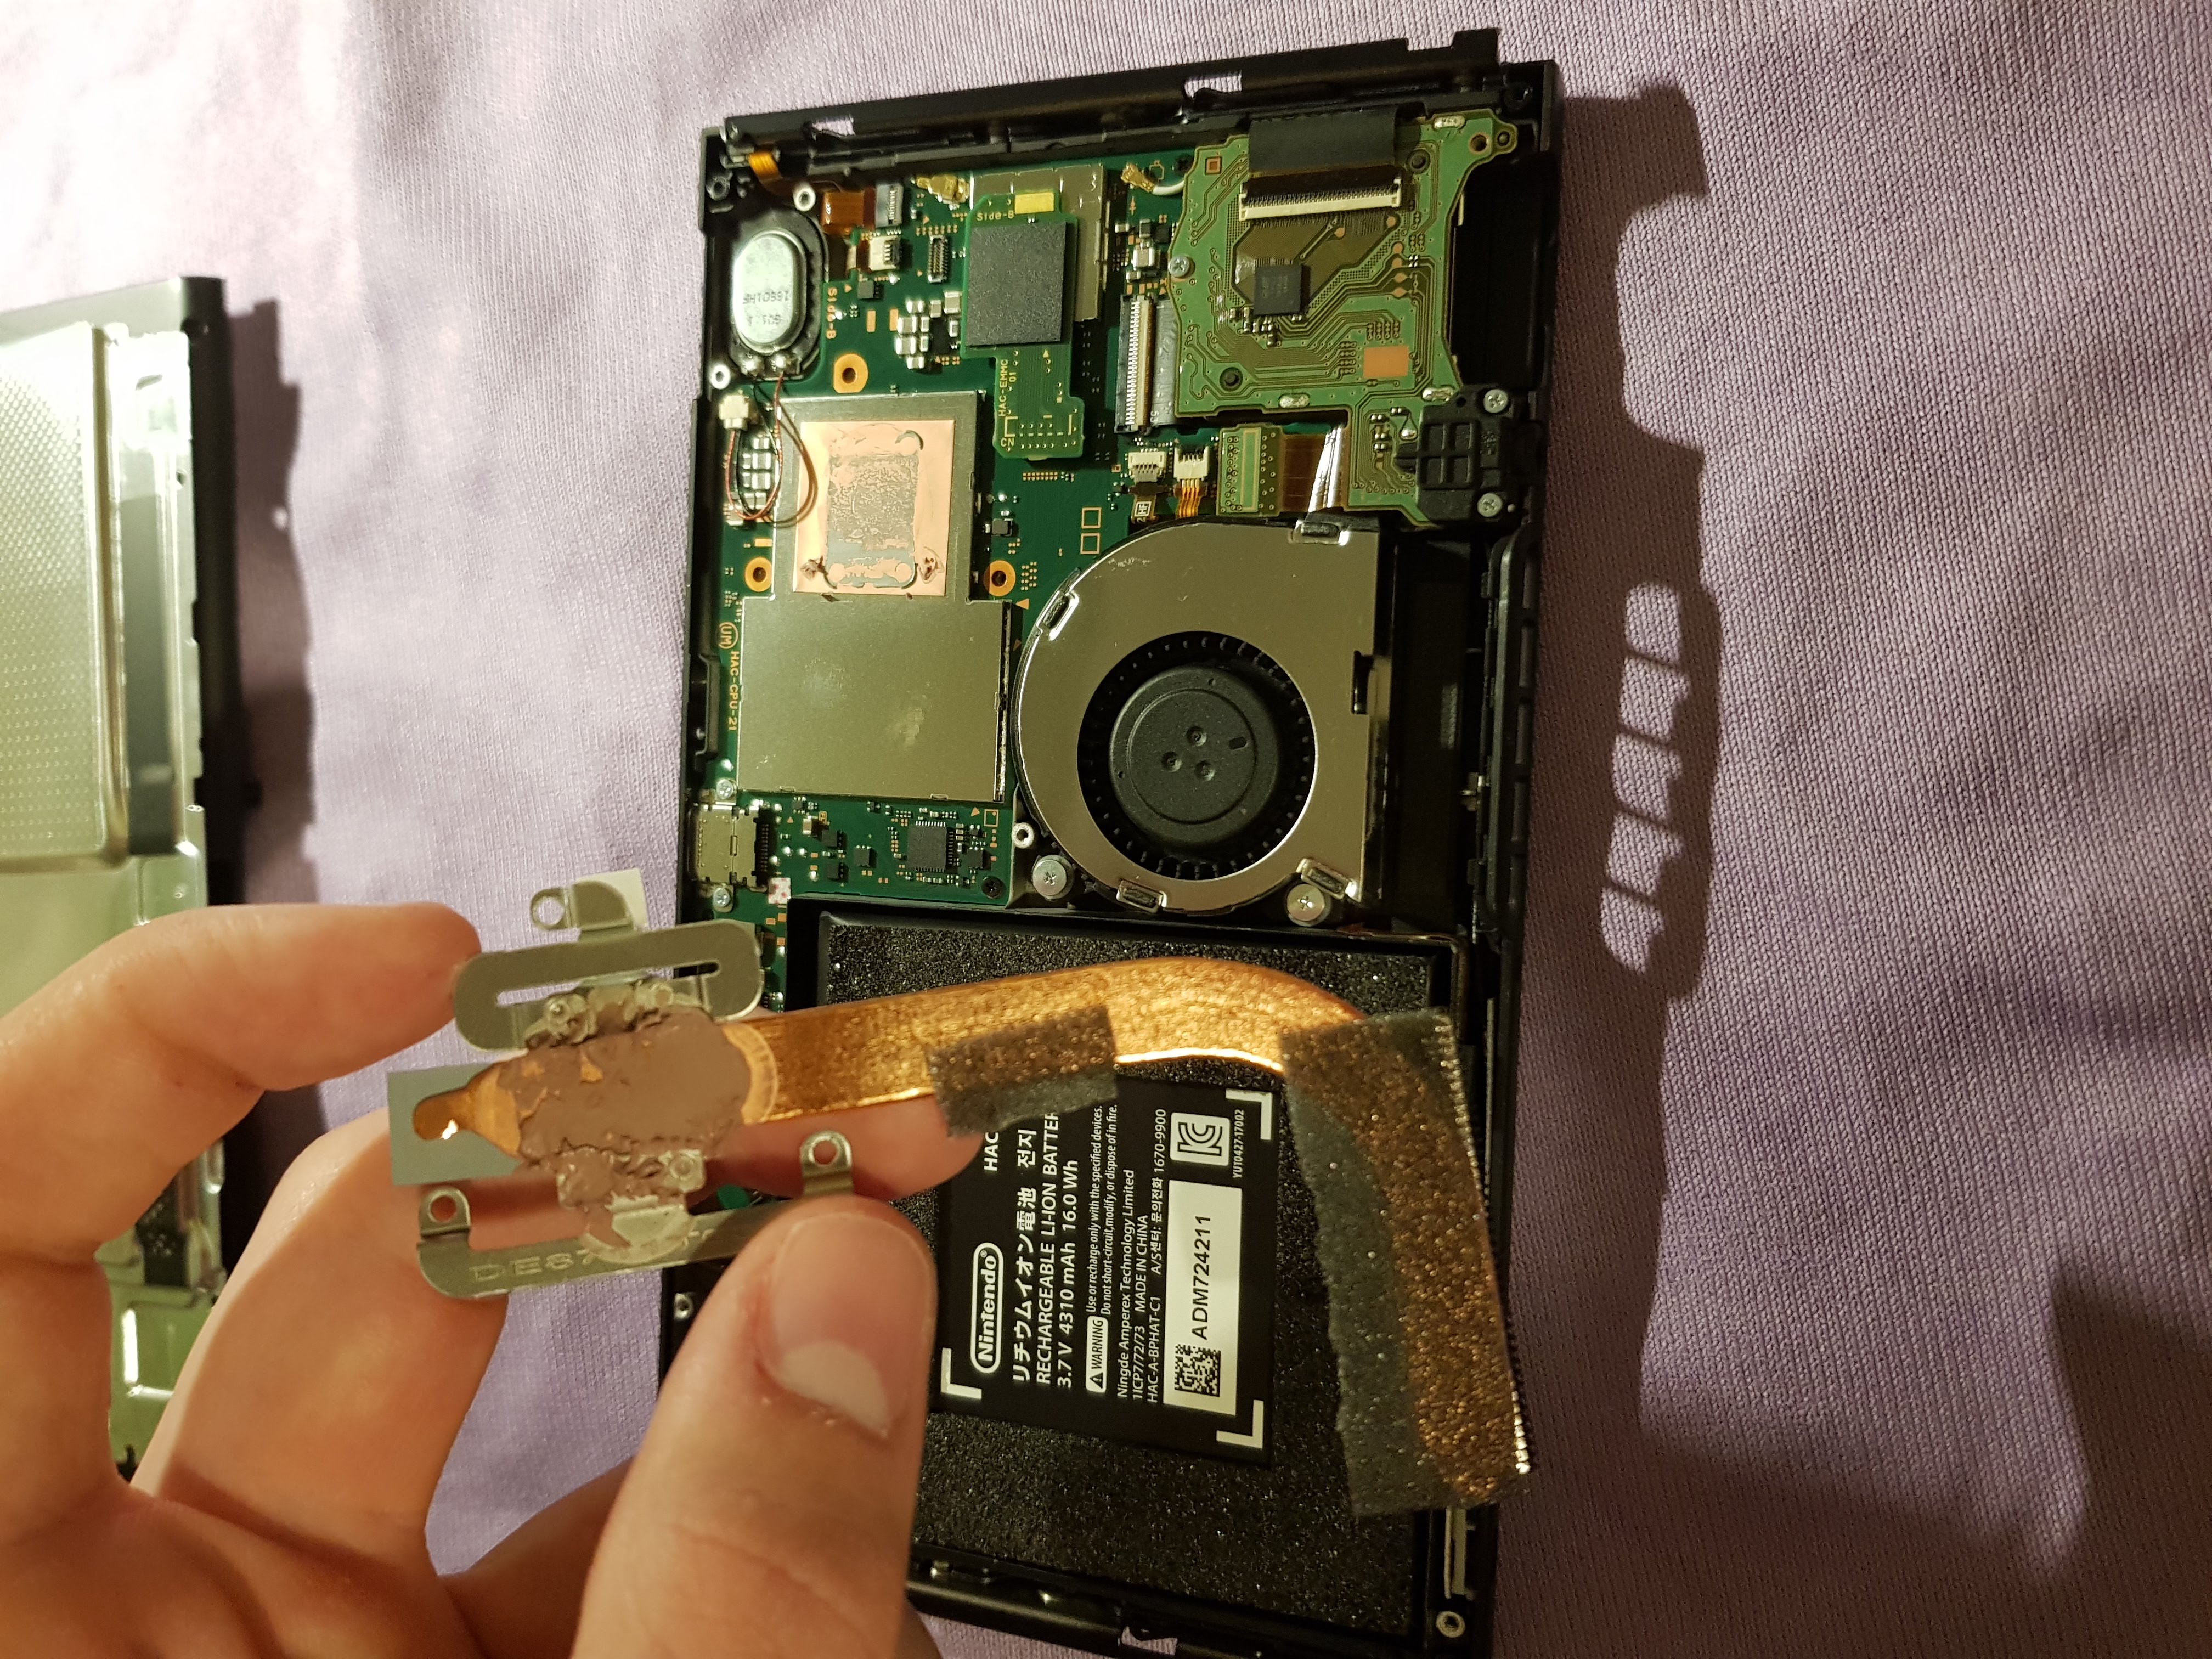 DE87
HAC-CPU-21
UM
Side-B
Nintendo
HAC
リチウムイオン電池 전지
RECHARGEABLE LI-ION BATTER
3.7 V 4310 mAh 16.0 Wh
WARNING
Use or recharge only with the specified devices.
Do not short-circuit, modify, or dispose of in fire.
Ningde Amperex Technology Limited
1ICP7/72/73 MADE IN CHINA
HAC-A-BPHAT-C1 A/S센터: 문의전화 1670-9900
ADM724211
YU10427-17002
HAC-EMMC
01
Side-B